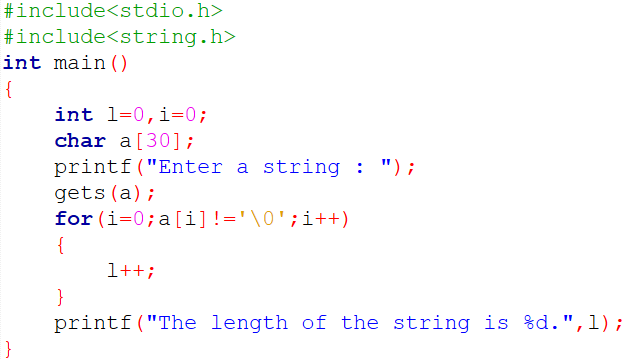 #include<stdio.h>
#include<string.h>
int main()
{
    int l=0,i=0;
    char a[30];
    printf("Enter a string : ");
    gets(a);
    for(i=0;a[i]!='\0';i++)
    {
        l++;
    }
    printf("The length of the string is %d.",l);
}